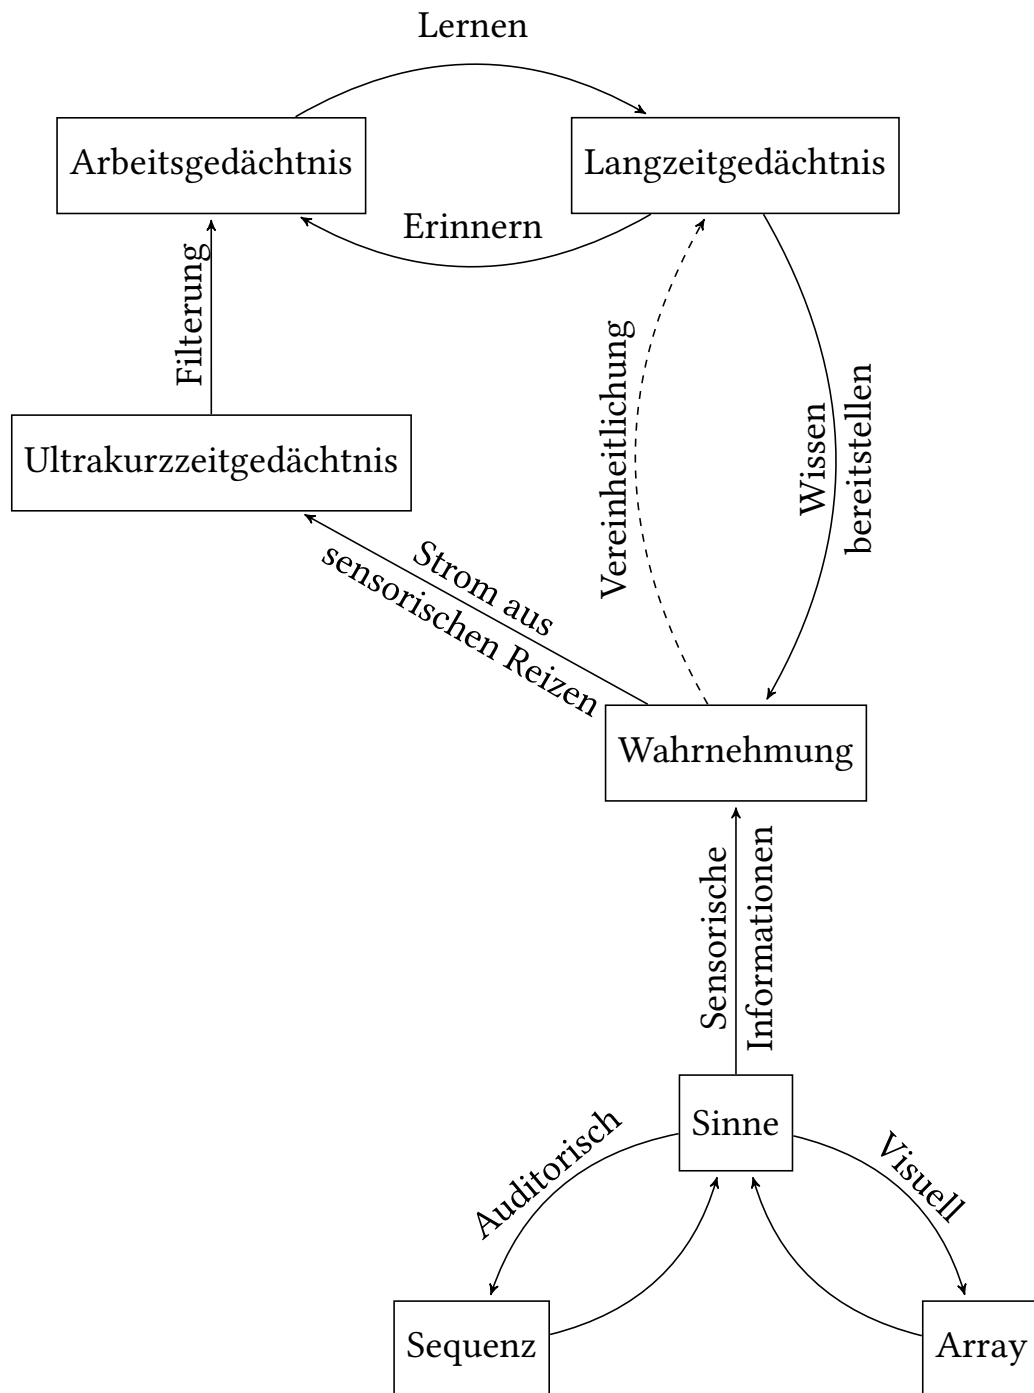 Lernen
Arbeitsgedächtnis
Langzeitgedächtnis
Erinnern
Filterung
Vereinheitlichung
Wissen
bereitstellen
Ultrakurzzeitgedächtnis
Strom aus
sensorischen Reizen
Wahrnehmung
Sensorische
Informationen
Sinne
Auditorisch
Visuell
Sequenz
Array